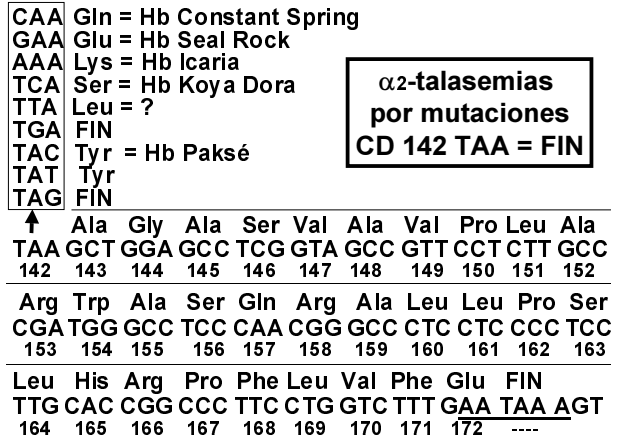 CAA Gln = Hb Constant Spring
GAA Glu = Hb Seal Rock
AAA Lys = Hb Icaria
TCA Ser = Hb Koya Dora
TTA Leu = ?
TGA FIN
TAC Tyr = Hb Paksé
TAT Tyr
TAG FIN
α2-talasemias
por mutaciones
CD 142 TAA = FIN
Ala Gly Ala Ser Val Ala Val Pro Leu Ala
TAA GCT GGA GCC TCG GTA GCC GTT CCT CTT GCC
142 143 144 145 146 147 148 149 150 151 152
Arg Trp Ala Ser Gln Arg Ala Leu Leu Pro Ser
CGA TGG GCC TCC CAA CGG GCC CTC CTC CCC TCC
153 154 155 156 157 158 159 160 161 162 163
Leu His Arg Pro Phe Leu Val Phe Glu FIN
TTG CAC CGG CCC TTC CTG GTC TTT GAA TAA AGT
164 165 166 167 168 169 170 171 172 ----